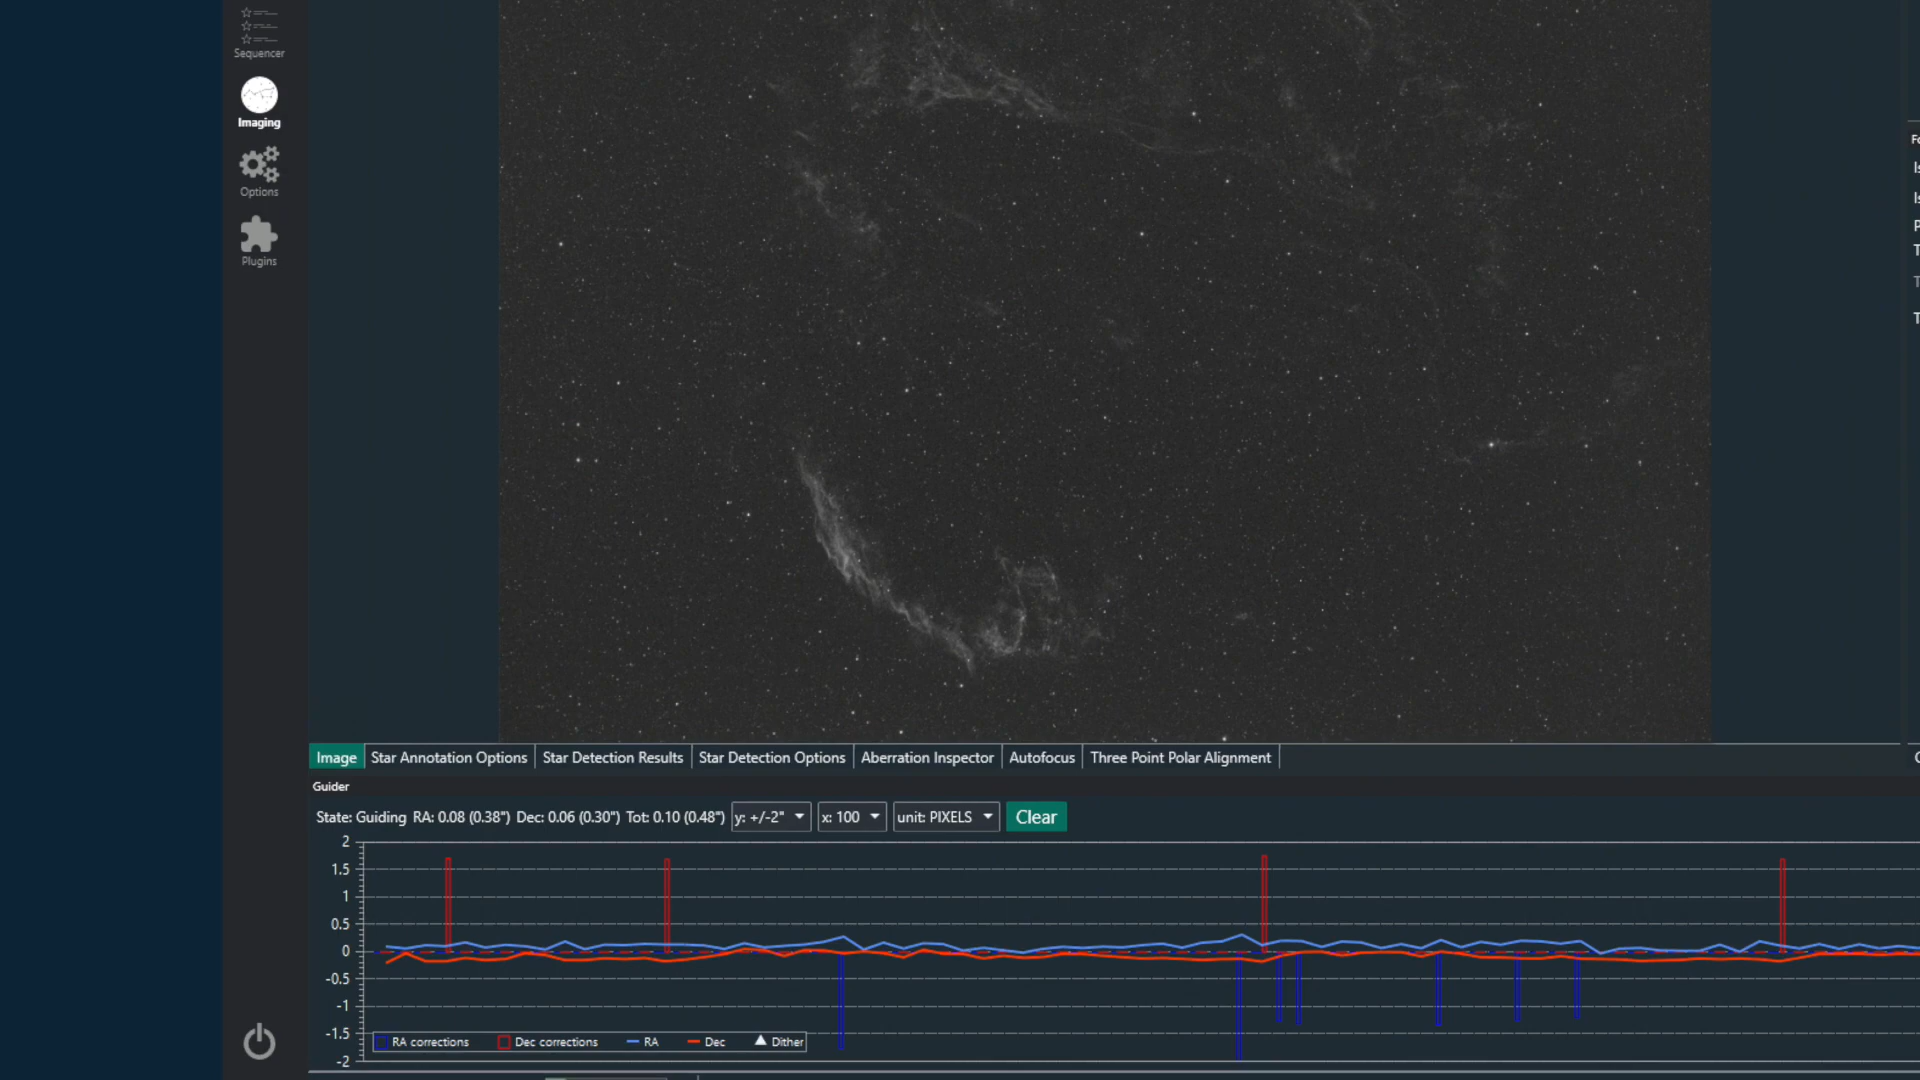 Sequencer
Imaging
Options
Plugins
Image Star Annotation Options Star Detection Results Star Detection Options Aberration Inspector Autofocus Three Point Polar Alignment
Guider
State: Guiding RA: 0.08 (0.38") Dec: 0.06 (0.30") Tot: 0.10 (0.48") y: +/-2" x: 100 unit: PIXELS Clear
2
1.5
1
0.5
0
-0.5
-1
-1.5
-2
RA corrections Dec corrections RA Dec Dither